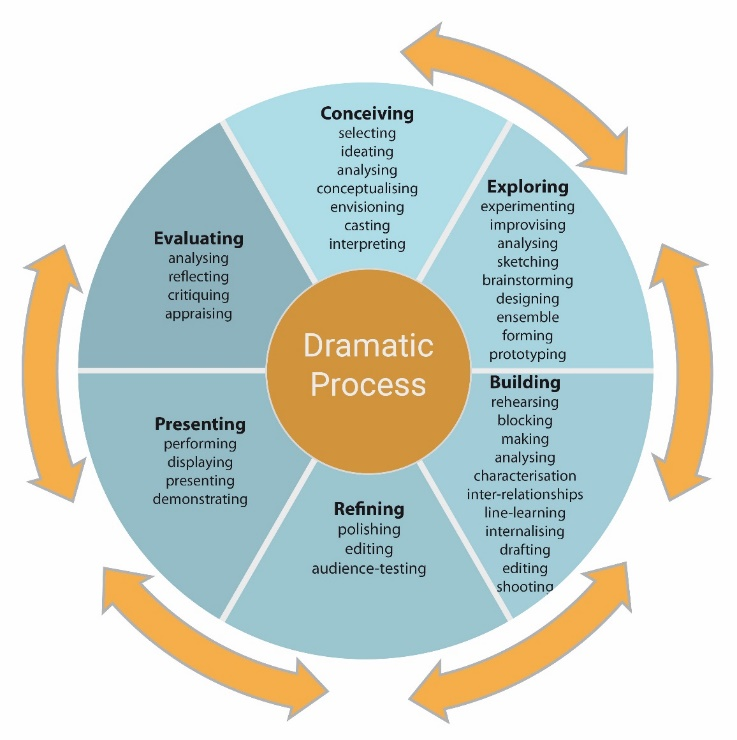 Conceiving
selecting
ideating
analysing
conceptualising
envisioning
casting
interpreting
Exploring
experimenting
improvising
analysing
sketching
brainstorming
designing
ensemble
forming
prototyping
Building
rehearsing
blocking
making
analysing
characterisation
inter-relationships
line-learning
internalising
drafting
editing
shooting
Refining
polishing
editing
audience-testing
Presenting
performing
displaying
presenting
demonstrating
Evaluating
analysing
reflecting
critiquing
appraising
Dramatic
Process